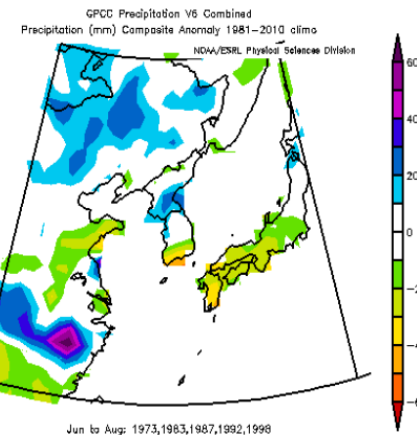 GPCC Precipitation V6 Combined
Precipitation (mm) Composite Anomaly 1981-2010 climo
NOAA/ESRL Physical Sciences Division
60
40
20
0
Jun to Aug: 1973,1983,1987,1992,1998